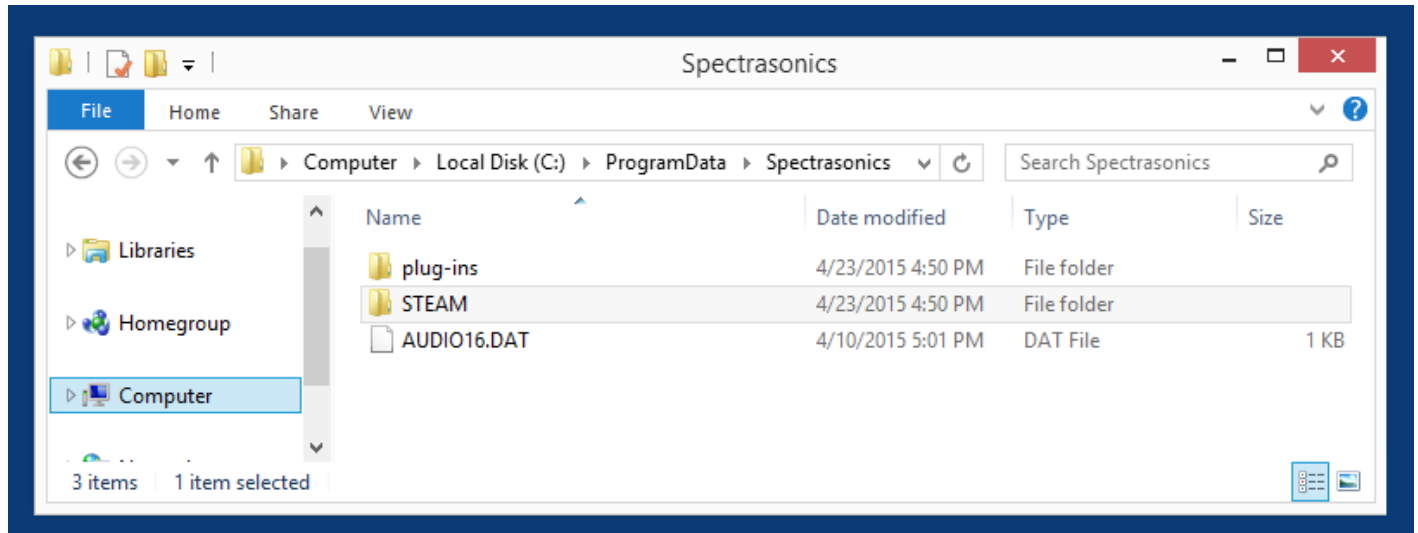 Spectrasonics
File Home Share View
Computer Local Disk (C:) ProgramData Spectrasonics Search Spectrasonics
Name Date modified Type Size
Libraries
plug-ins 4/23/2015 4:50 PM File folder
STEAM 4/23/2015 4:50 PM File folder
Homegroup
AUDIO16.DAT 4/10/2015 5:01 PM DAT File 1 KB
Computer
3 items 1 item selected